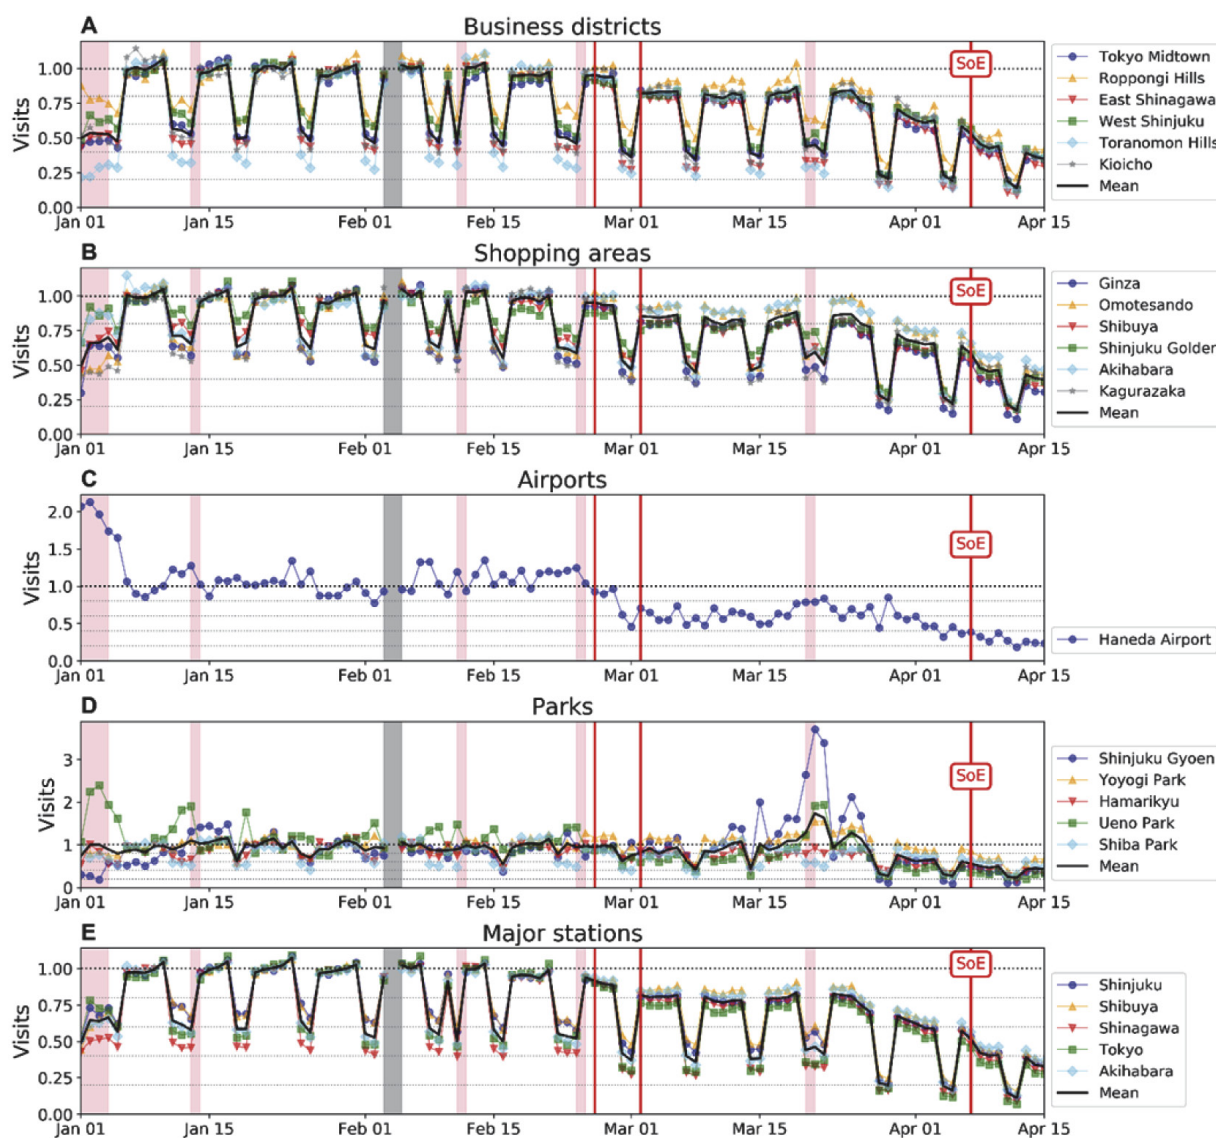 A
Business districts
Visits
1.00
0.75
0.50
0.25
0.00
SoE
Jan 01
Jan 15
Feb 01
Feb 15
Mar 01
Mar 15
Apr 01
Apr 15
Tokyo Midtown
Roppongi Hills
East Shinagawa
West Shinjuku
Toranomon Hills
Kioicho
Mean
B
Shopping areas
Visits
1.00
0.75
0.50
0.25
0.00
SoE
Jan 01
Jan 15
Feb 01
Feb 15
Mar 01
Mar 15
Apr 01
Apr 15
Ginza
Omotesando
Shibuya
Shinjuku Golden
Akihabara
Kagurazaka
Mean
C
Airports
Visits
2.0
1.5
1.0
0.5
0.0
SoE
Jan 01
Jan 15
Feb 01
Feb 15
Mar 01
Mar 15
Apr 01
Apr 15
Haneda Airport
D
Parks
Visits
3
2
1
0
SoE
Jan 01
Jan 15
Feb 01
Feb 15
Mar 01
Mar 15
Apr 01
Apr 15
Shinjuku Gyoen
Yoyogi Park
Hamarikyu
Ueno Park
Shiba Park
Mean
E
Major stations
Visits
1.00
0.75
0.50
0.25
0.00
SoE
Jan 01
Jan 15
Feb 01
Feb 15
Mar 01
Mar 15
Apr 01
Apr 15
Shinjuku
Shibuya
Shinagawa
Tokyo
Akihabara
Mean